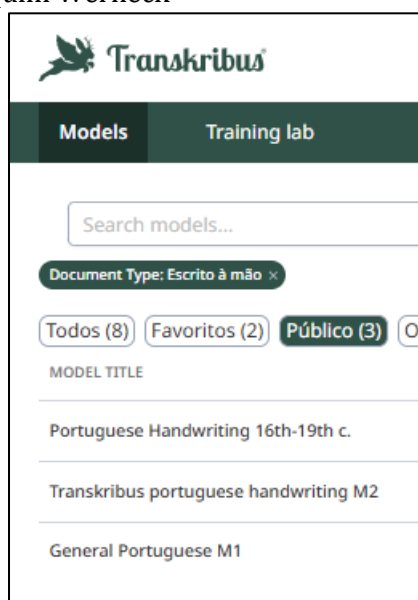 Werneck
Transkribus
Models Training lab
Search models...
Document Type: Escrito à mão ×
Todos (8) Favoritos (2) Público (3) O
MODEL TITLE
Portuguese Handwriting 16th-19th c.
Transkribus portuguese handwriting M2
General Portuguese M1